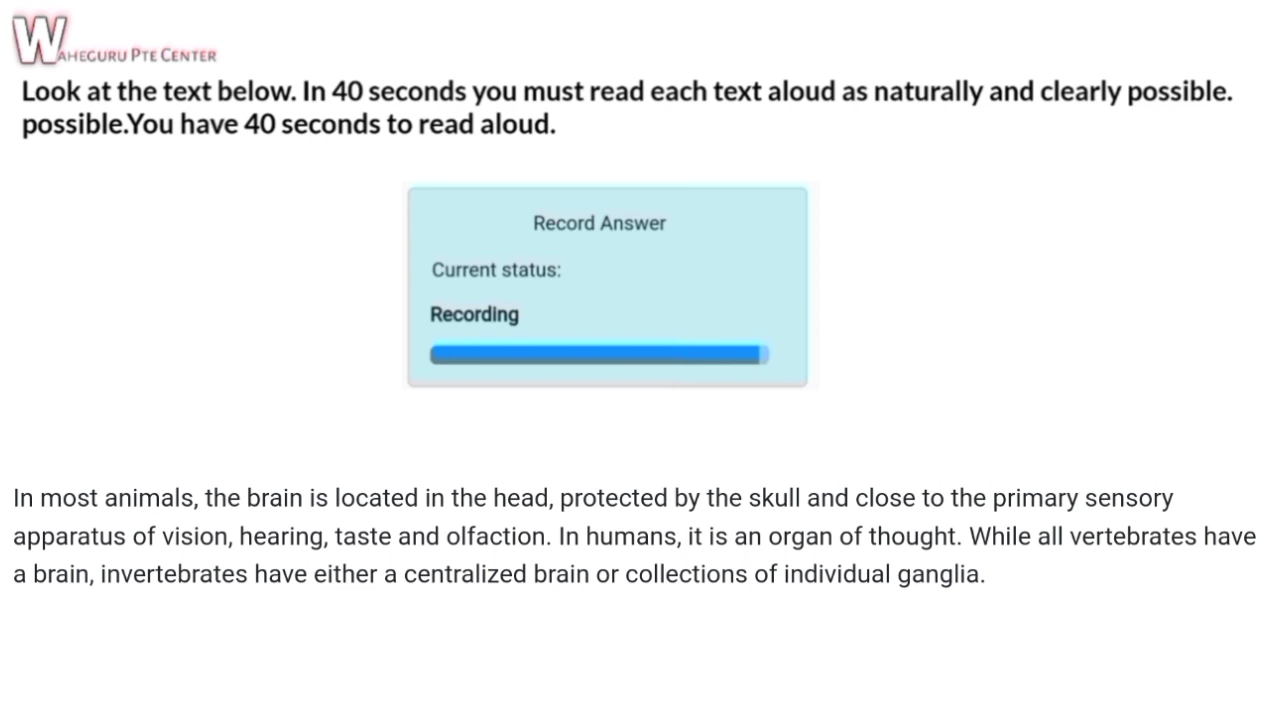 WAHEGURU PTE CENTER
Look at the text below. In 40 seconds you must read each text aloud as naturally and clearly possible.
possible.You have 40 seconds to read aloud.
Record Answer
Current status:
Recording
In most animals, the brain is located in the head, protected by the skull and close to the primary sensory
apparatus of vision, hearing, taste and olfaction. In humans, it is an organ of thought. While all vertebrates have
a brain, invertebrates have either a centralized brain or collections of individual ganglia.